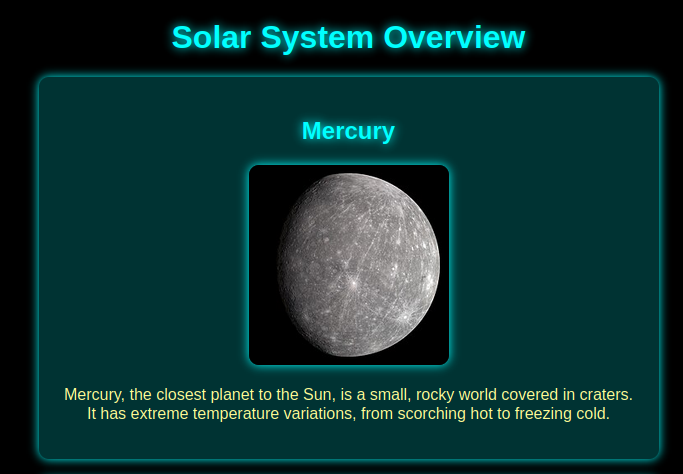 Solar System Overview
Mercury
Mercury, the closest planet to the Sun, is a small, rocky world covered in craters.
It has extreme temperature variations, from scorching hot to freezing cold.